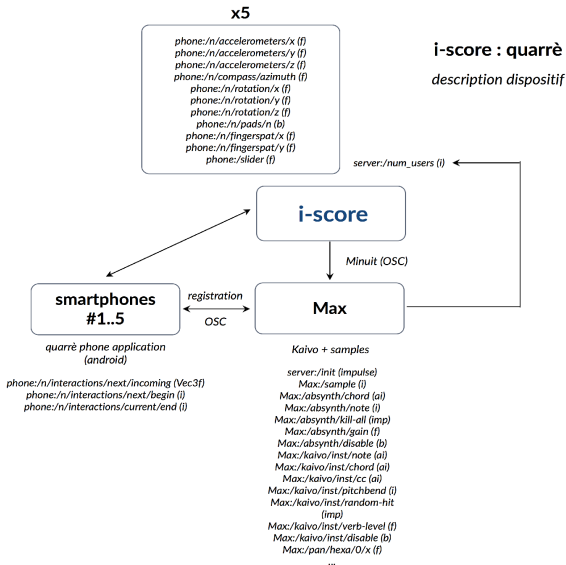 x5
phone:/n/accelerometers/x (f)
phone:/n/accelerometers/y (f)
phone:/n/accelerometers/z (f)
phone:/n/compass/azimuth (f)
phone:/n/rotation/x (f)
phone:/n/rotation/y (f)
phone:/n/rotation/z (f)
phone:/n/pads/n (b)
phone:/n/fingerspat/x (f)
phone:/n/fingerspat/y (f)
phone:/slider (f)
i-score : quarrè
description dispositif
server:/num_users (i)
i-score
Minuit (OSC)
smartphones
#1..5
registration
OSC
Max
quarrè phone application
(android)
phone:/n/interactions/next/incoming (Vec3f)
phone:/n/interactions/next/begin (i)
phone:/n/interactions/current/end (i)
Kaivo + samples
server:/init (impulse)
Max:/sample (i)
Max:/absynth/chord (ai)
Max:/absynth/note (i)
Max:/absynth/kill-all (imp)
Max:/absynth/gain (f)
Max:/absynth/disable (b)
Max:/kaivo/inst/note (ai)
Max:/kaivo/inst/chord (ai)
Max:/kaivo/inst/cc (ai)
Max:/kaivo/inst/pitchbend (i)
Max:/kaivo/inst/random-hit
(imp)
Max:/kaivo/inst/verb-level (f)
Max:/kaivo/inst/disable (b)
Max:/pan/hexa/0/x (f)
...